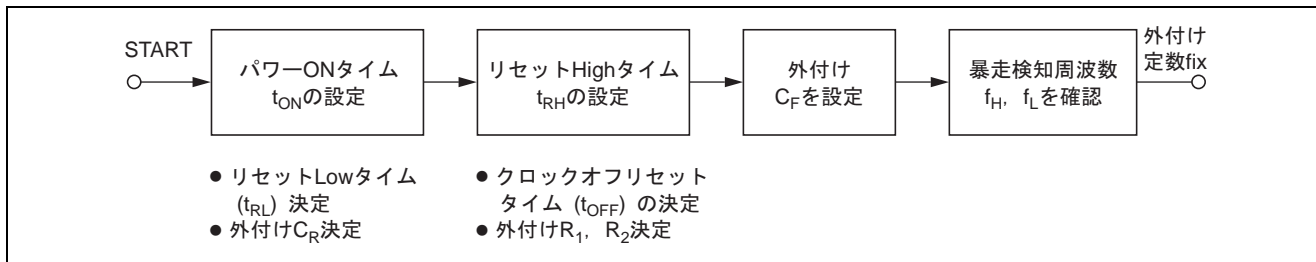 START
パワーONタイム
tONの設定
リセットHighタイム
tRHの設定
外付け
CFを設定
暴走検知周波数
fH, fLを確認
外付け
定数fix
● リセットLowタイム
(tRL) 決定
● 外付けCR決定
● クロックオフリセット
タイム (tOFF) の決定
● 外付けR1, R2決定